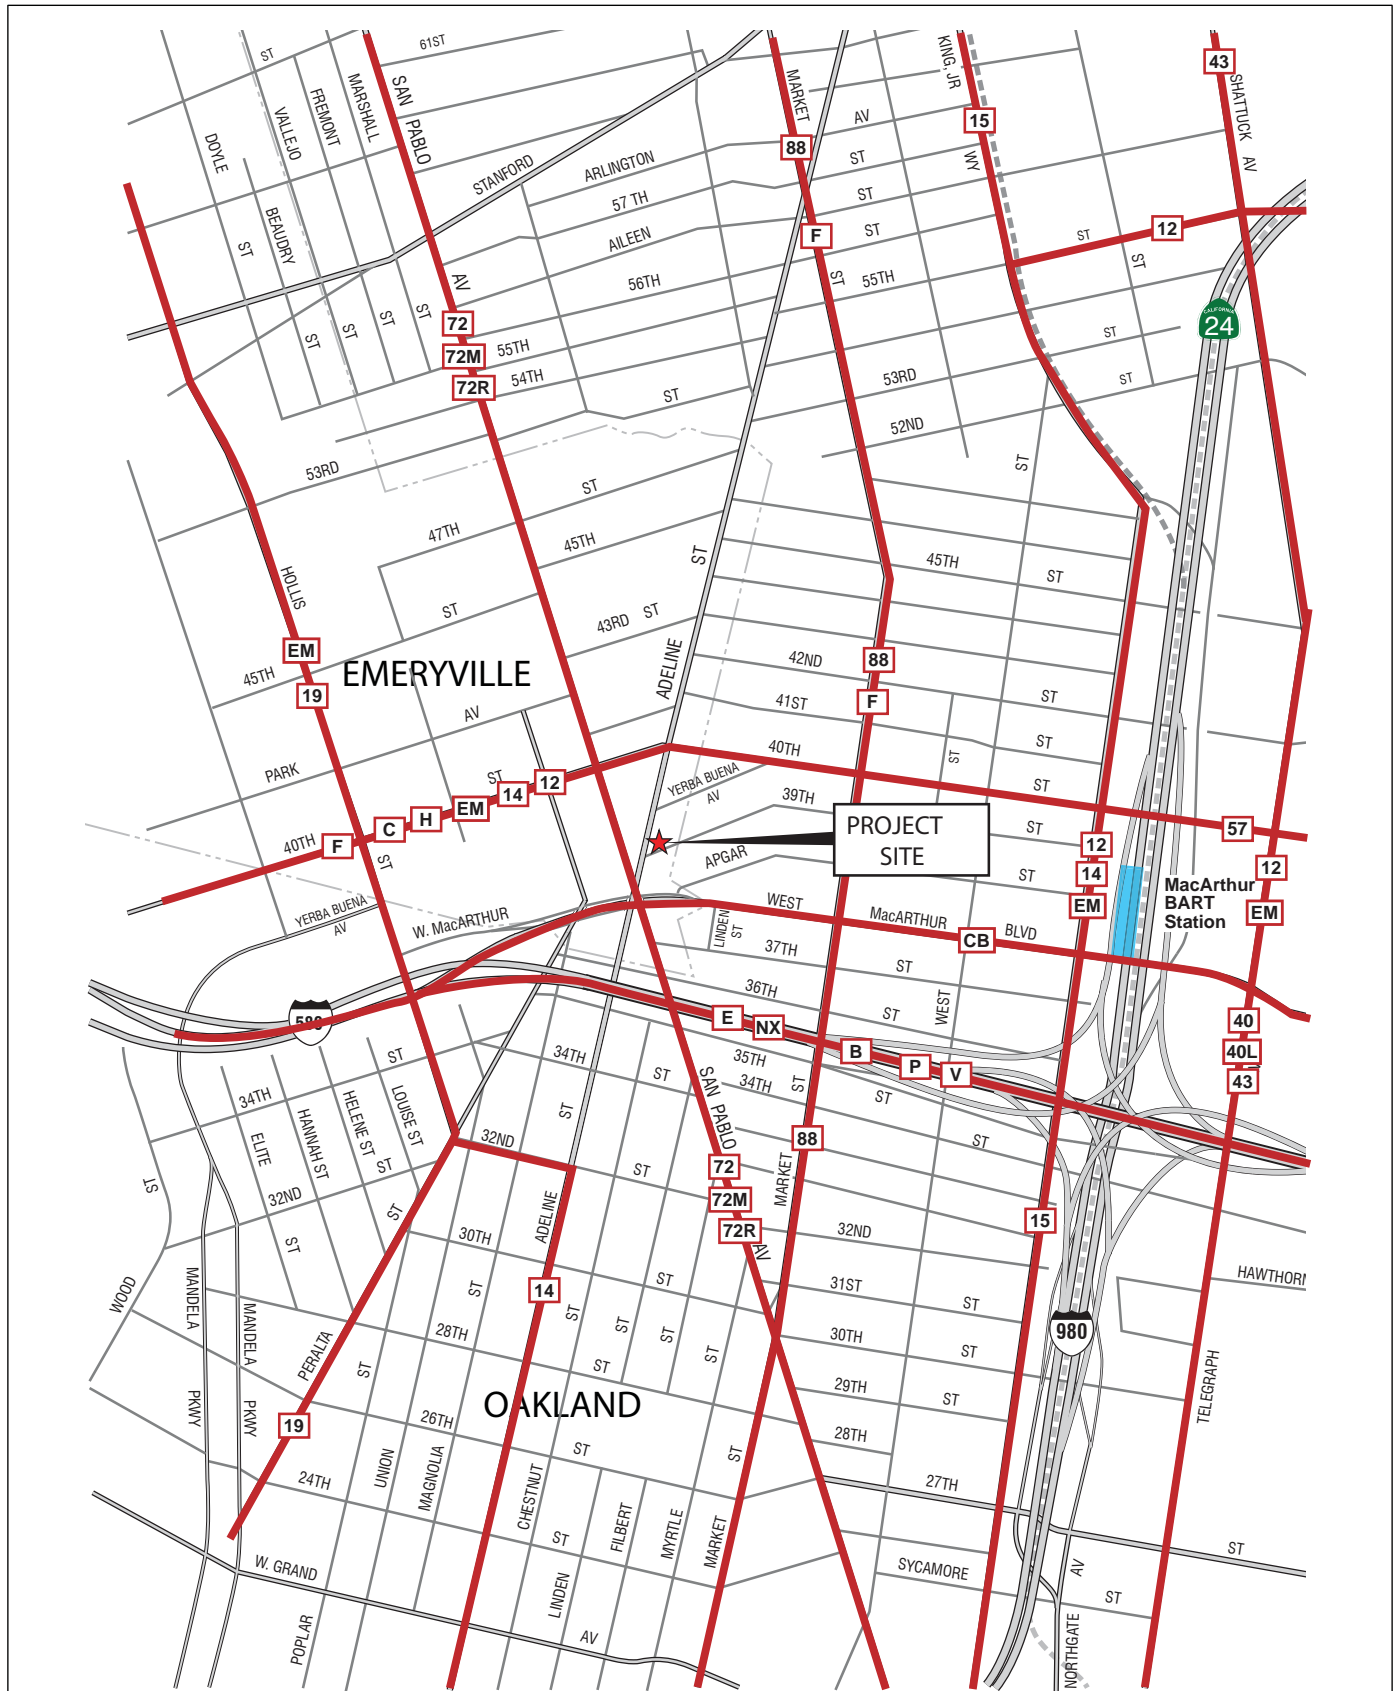 61ST
ST
SAN PABLO
MARSHALL
FREMONT
VALLEJO
DOYLE
MARKET
KING, JR
43
SHATTUCK AV
15
AV
88
STANFORD
ARLINGTON
ST
WY
57 TH
ST
BEAUDRY
AILEEN
F
ST
ST
12
ST
ST
AV
56TH
ST
55TH
ST
ST
ST
ST
ST
CALIFORNIA
24
72
72M
72R
55TH
54TH
ST
ST
53RD
ST
52ND
53RD
ST
ST
47TH
45TH
ST
HOLLIS
45TH
ST
ST
43RD ST
EM
EMERYVILLE
ADELINE
42ND
88
45TH
19
F
41ST
ST
AV
ST
40TH
ST
PARK
ST
12
YERBA BUENA
AV
ST
14
EM
39TH
H
C
40TH
F
ST
PROJECT
SITE
ST
57
12
APGAR
ST
14
12
EM
MacArthur
BART
Station
EM
YERBA BUENA
AV
W. MacARTHUR
WEST
MacARTHUR
BLVD
LINDEN
ST
CB
37TH
ST
36TH
ST
WEST
580
E
NX
B
P
V
40
40L
43
34TH
ST
ST
35TH
34TH
ST
ST
SAN PABLO
34TH
LOUISE ST
HELENE ST
HANNAH ST
ELITE
ST
32ND
88
ST
ST
72
MARKET
ST
ST
32ND
72M
15
72R
AV
32ND
ADELINE
ST
30TH
ST
WOOD
MANDELA
MANDELA
ST
ST
14
31ST
ST
HAWTHORN
ST
ST
ST
28TH
980
30TH
ST
PERALTA
ST
ST
ST
29TH
ST
TELEGRAPH
PKWY
PKWY
OAKLAND
19
26TH
28TH
ST
ST
24TH
UNION
MAGNOLIA
CHESTNUT
27TH
FILBERT
MYRTLE
MARKET
ST
ST
W. GRAND
SYCAMORE
AV
ST
LINDEN
POPLAR
AV
NORTHGATE